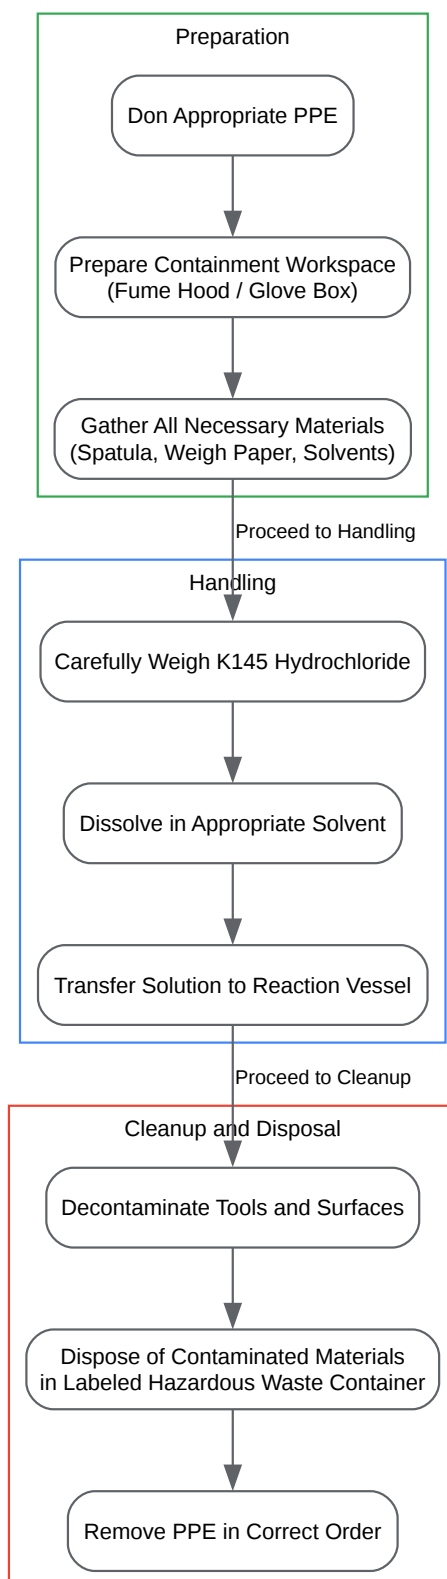 Preparation
Don Appropriate PPE
Prepare Containment Workspace
(Fume Hood / Glove Box)
Gather All Necessary Materials
(Spatula, Weigh Paper, Solvents)
Proceed to Handling
Handling
Carefully Weigh K145 Hydrochloride
Dissolve in Appropriate Solvent
Transfer Solution to Reaction Vessel
Proceed to Cleanup
Cleanup and Disposal
Decontaminate Tools and Surfaces
Dispose of Contaminated Materials
in Labeled Hazardous Waste Container
Remove PPE in Correct Order